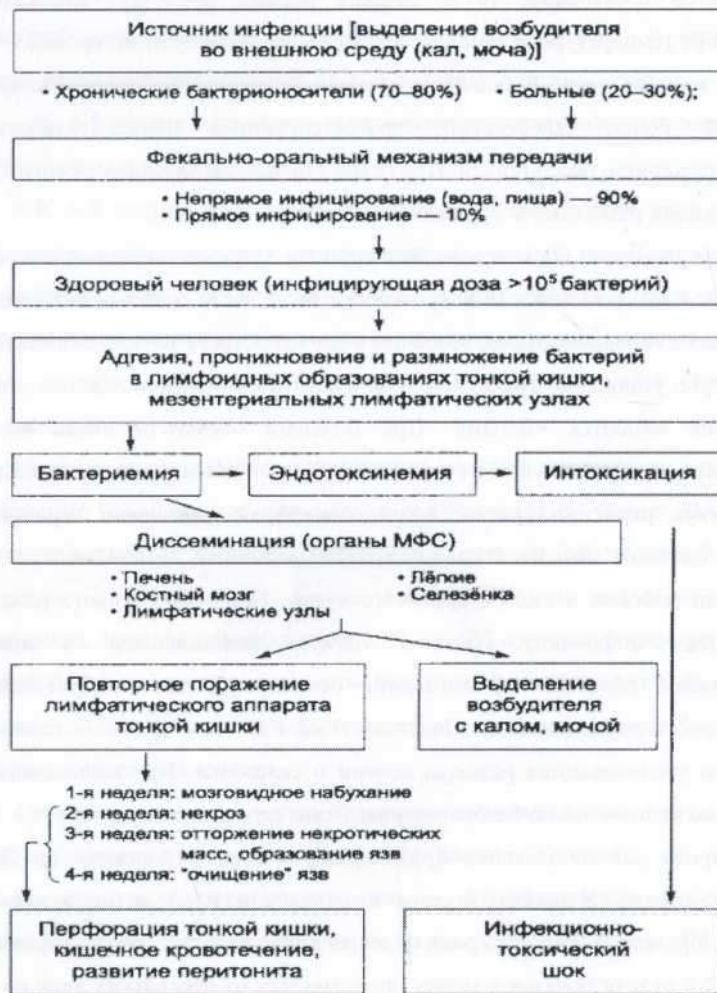 Источник инфекции [выделение возбудителя
во внешнюю среду (кал, моча)]
• Хронические бактерионосители (70–80%) • Больные (20–30%);
Фекально-оральный механизм передачи
• Непрямое инфицирование (вода, пища) — 90%
• Прямое инфицирование — 10%
Здоровый человек (инфицирующая доза >10⁵ бактерий)
Адгезия, проникновение и размножение бактерий
в лимфоидных образованиях тонкой кишки,
мезентериальных лимфатических узлах
Бактериемия Эндотоксинемия Интоксикация
Диссеминация (органы МФС)
• Печень
• Костный мозг
• Лимфатические узлы
• Лёгкие
• Селезёнка
Повторное поражение
лимфатического аппарата
тонкой кишки
Выделение
возбудителя
с калом, мочой
1-я неделя: мозговидное набухание
2-я неделя: некроз
3-я неделя: отторжение некротических
масс, образование язв
4-я неделя: "очищение" язв
Перфорация тонкой кишки,
кишечное кровотечение,
развитие перитонита
Инфекционно-
токсический
шок